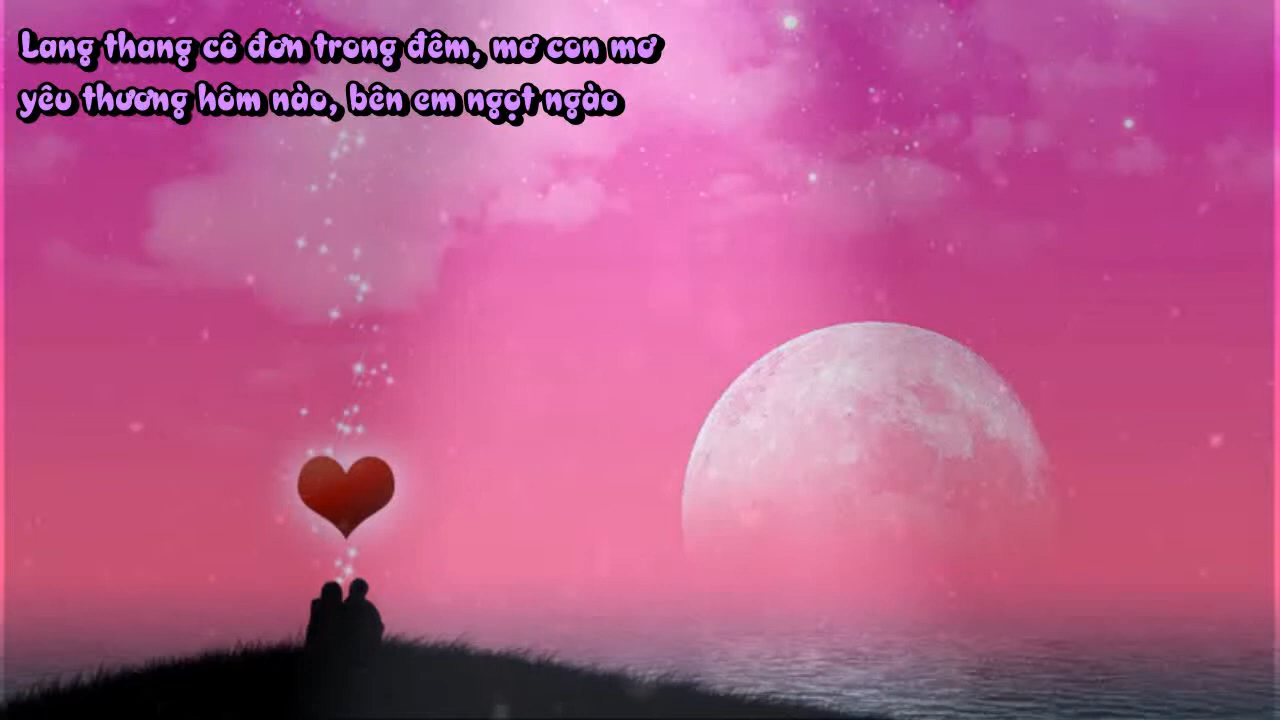 Lang thang cô đơn trong đêm, mơ con mơ
yêu thương hôm nào, bên em ngọt ngào